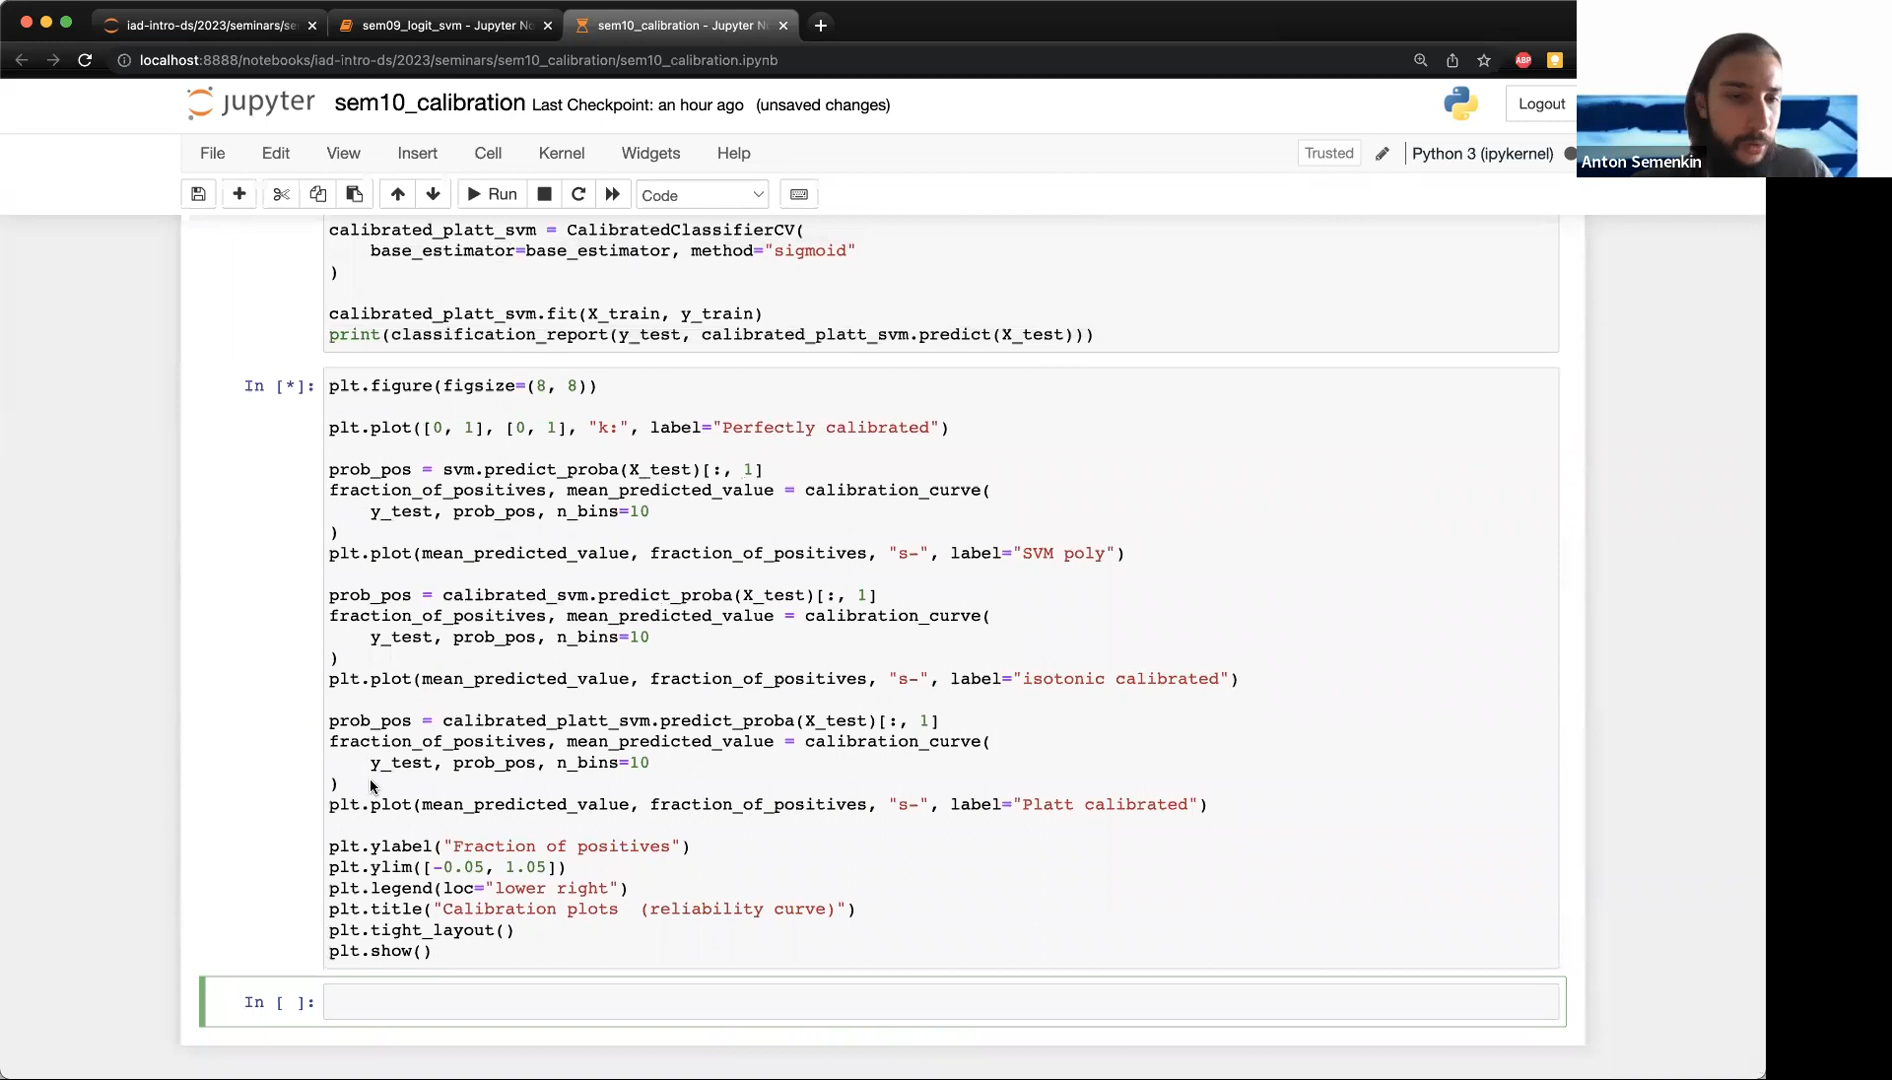 iad-intro-ds/2023/seminars/se
sem09_logit_svm - Jupyter No
sem10_calibration - Jupyter N
localhost:8888/notebooks/iad-intro-ds/2023/seminars/sem10_calibration/sem10_calibration.ipynb
ABP
jupyter sem10_calibration Last Checkpoint: an hour ago (unsaved changes)
Logout
File Edit View Insert Cell Kernel Widgets Help
Trusted Python 3 (ipykernel)
Anton Semenkin
Run Code
calibrated_platt_svm = CalibratedClassifierCV(
    base_estimator=base_estimator, method="sigmoid"
)
calibrated_platt_svm.fit(X_train, y_train)
print(classification_report(y_test, calibrated_platt_svm.predict(X_test)))
In [*]: plt.figure(figsize=(8, 8))
plt.plot([0, 1], [0, 1], "k:", label="Perfectly calibrated")
prob_pos = svm.predict_proba(X_test)[:, 1]
fraction_of_positives, mean_predicted_value = calibration_curve(
    y_test, prob_pos, n_bins=10
)
plt.plot(mean_predicted_value, fraction_of_positives, "s-", label="SVM poly")
prob_pos = calibrated_svm.predict_proba(X_test)[:, 1]
fraction_of_positives, mean_predicted_value = calibration_curve(
    y_test, prob_pos, n_bins=10
)
plt.plot(mean_predicted_value, fraction_of_positives, "s-", label="isotonic calibrated")
prob_pos = calibrated_platt_svm.predict_proba(X_test)[:, 1]
fraction_of_positives, mean_predicted_value = calibration_curve(
    y_test, prob_pos, n_bins=10
)
plt.plot(mean_predicted_value, fraction_of_positives, "s-", label="Platt calibrated")
plt.ylabel("Fraction of positives")
plt.ylim([-0.05, 1.05])
plt.legend(loc="lower right")
plt.title("Calibration plots  (reliability curve)")
plt.tight_layout()
plt.show()
In [ ]: